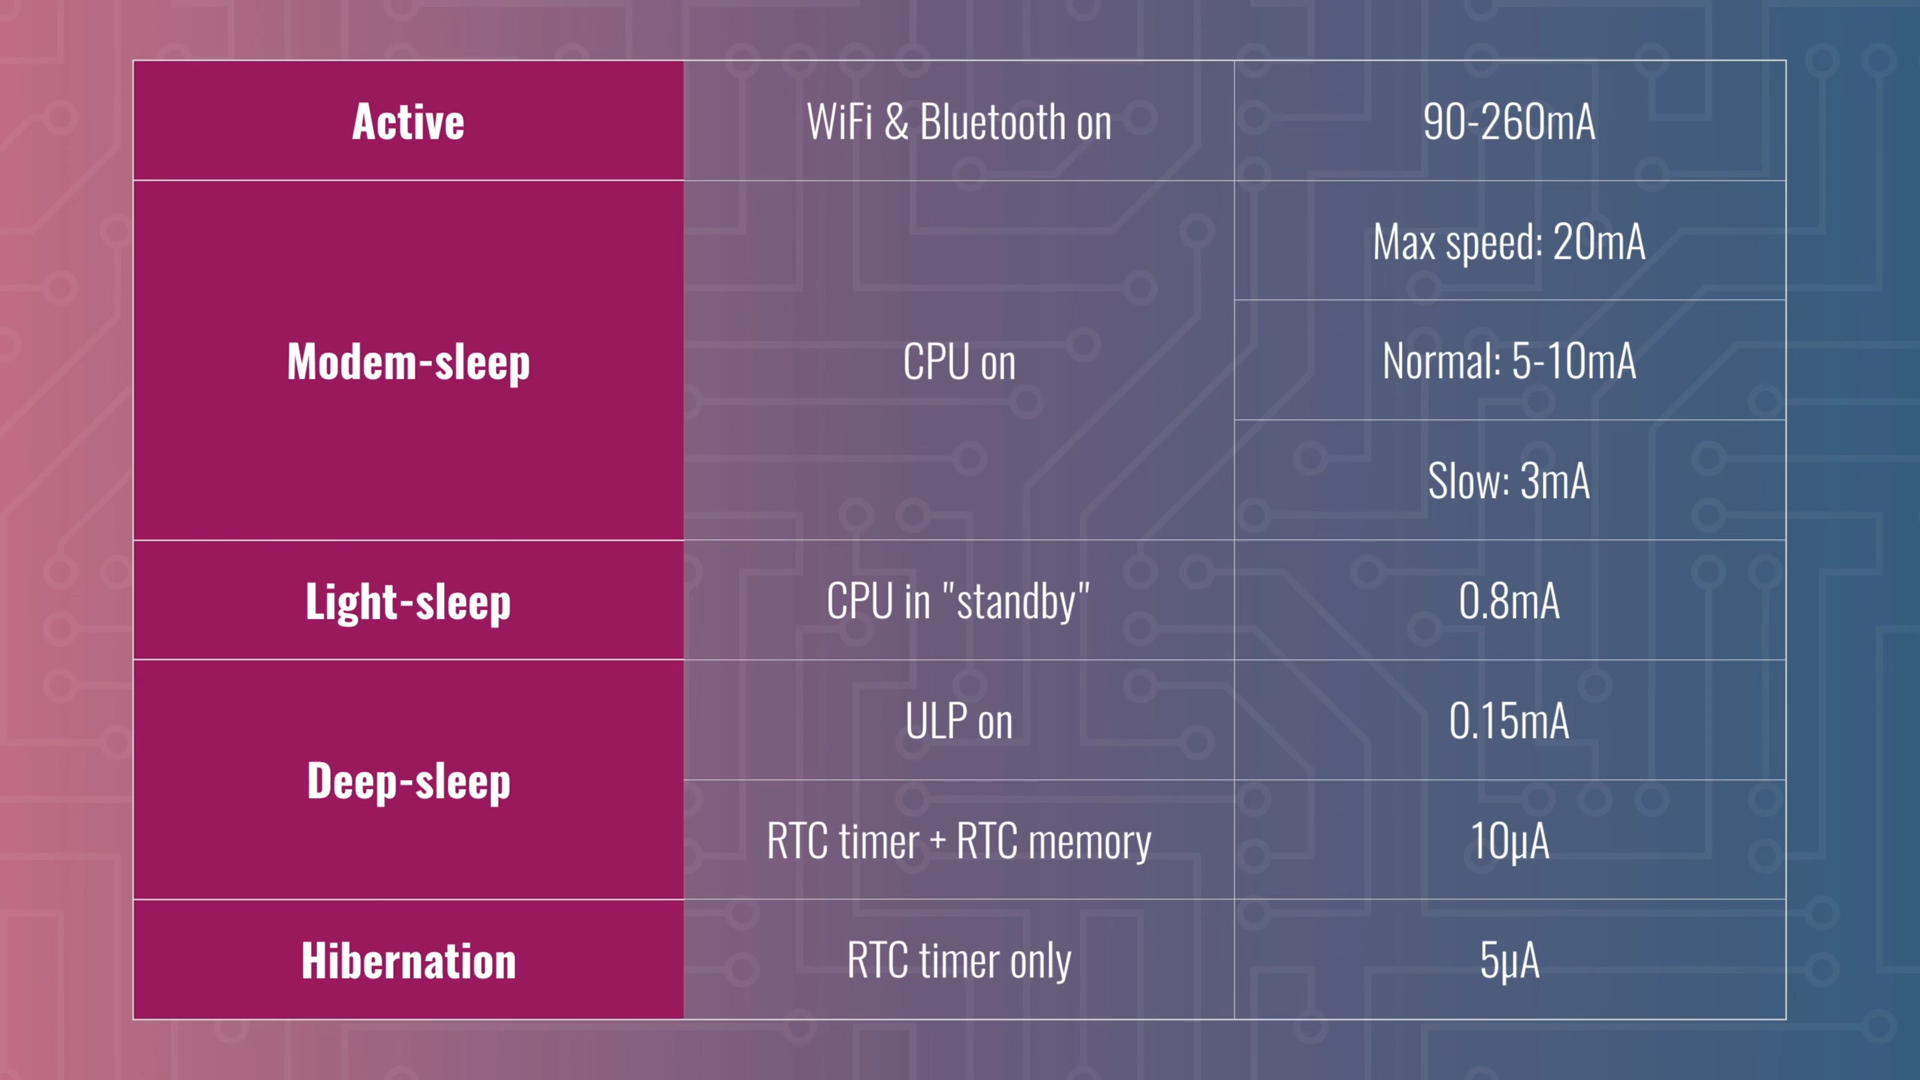 Active
WiFi & Bluetooth on
90-260mA
Modem-sleep
CPU on
Max speed: 20mA
Normal: 5-10mA
Slow: 3mA
Light-sleep
CPU in "standby"
0.8mA
Deep-sleep
ULP on
0.15mA
RTC timer + RTC memory
10µA
Hibernation
RTC timer only
5µA